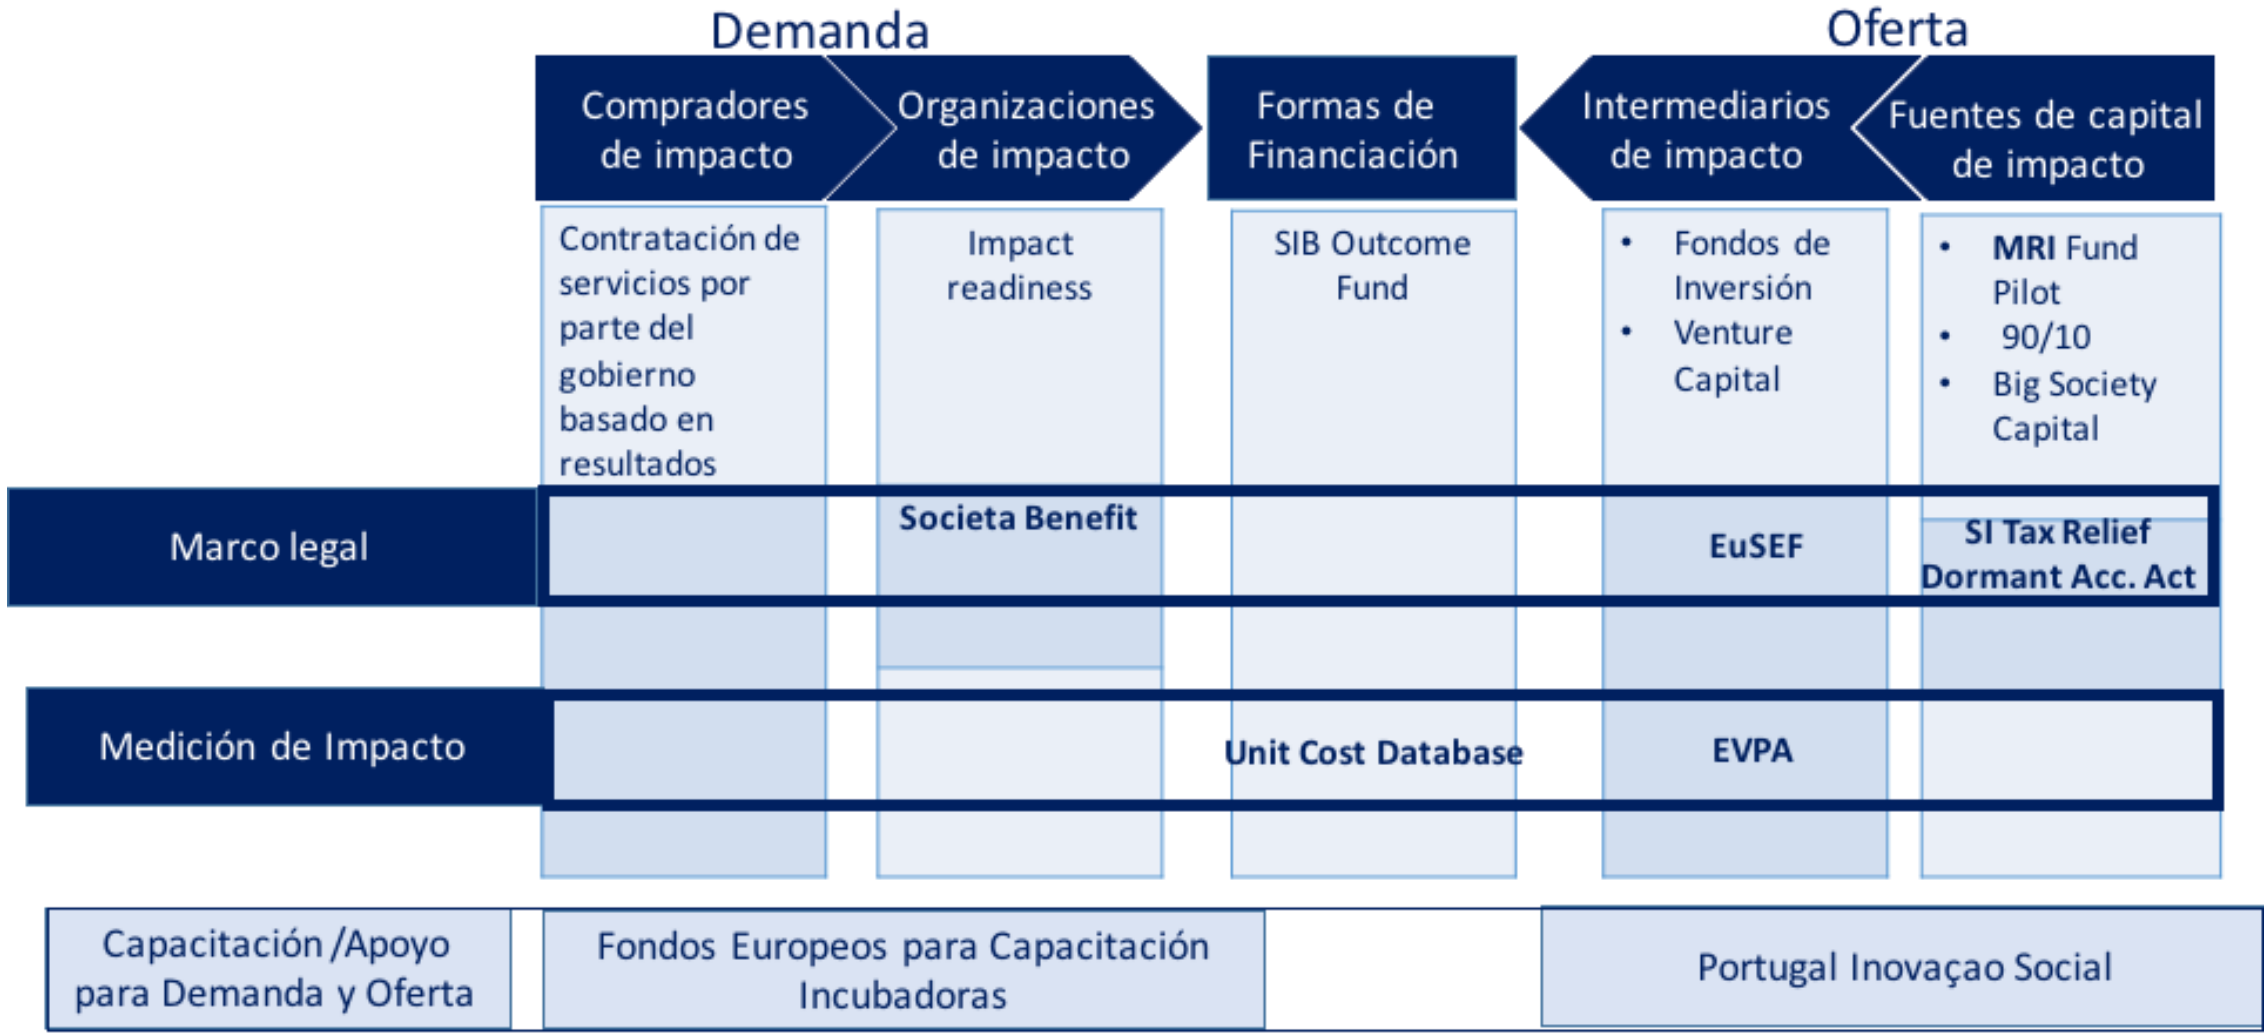 Demanda
Oferta
Compradores
de impacto
Organizaciones
de impacto
Formas de
Financiación
Intermediarios
de impacto
Fuentes de capital
de impacto
Contratación de
servicios por
parte del
gobierno
basado en
resultados
Impact
readiness
SIB Outcome
Fund
• Fondos de
Inversión
• Venture
Capital
• MRI Fund
Pilot
• 90/10
• Big Society
Capital
Marco legal
Societa Benefit
EuSEF
SI Tax Relief
Dormant Acc. Act
Medición de Impacto
Unit Cost Database
EVPA
Capacitación /Apoyo
para Demanda y Oferta
Fondos Europeos para Capacitación
Incubadoras
Portugal Inovaçao Social